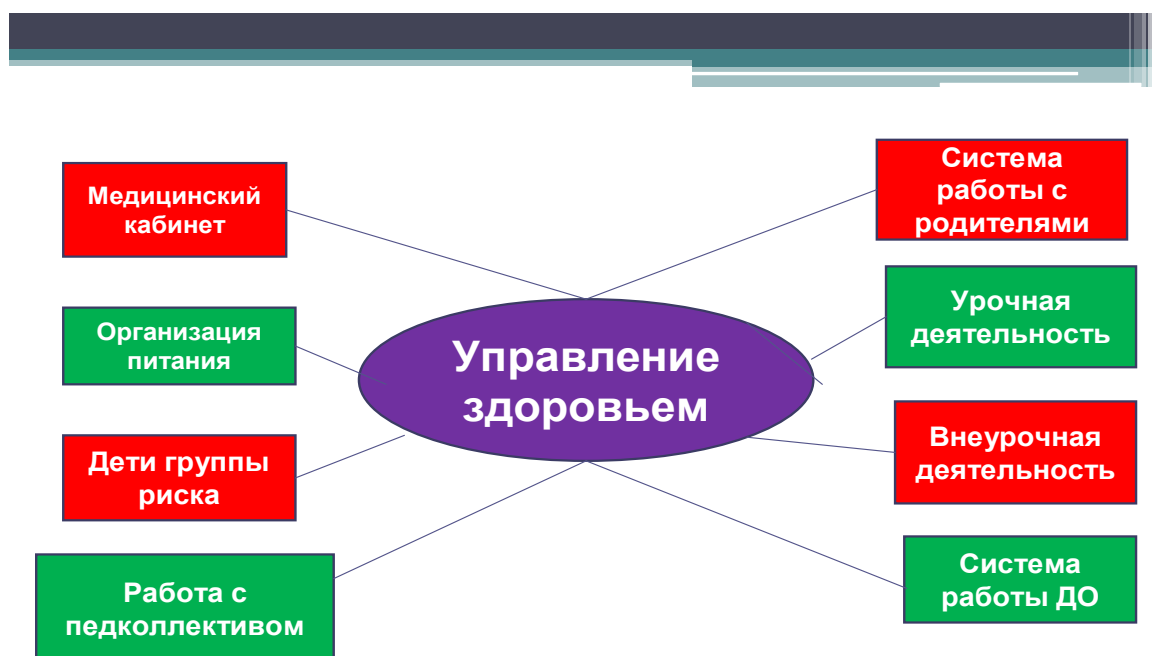 Медицинский
кабинет
Организация
питания
Дети группы
риска
Работа с
педколлективом
Управление
здоровьем
Система
работы с
родителями
Урочная
деятельность
Внеурочная
деятельность
Система
работы ДО